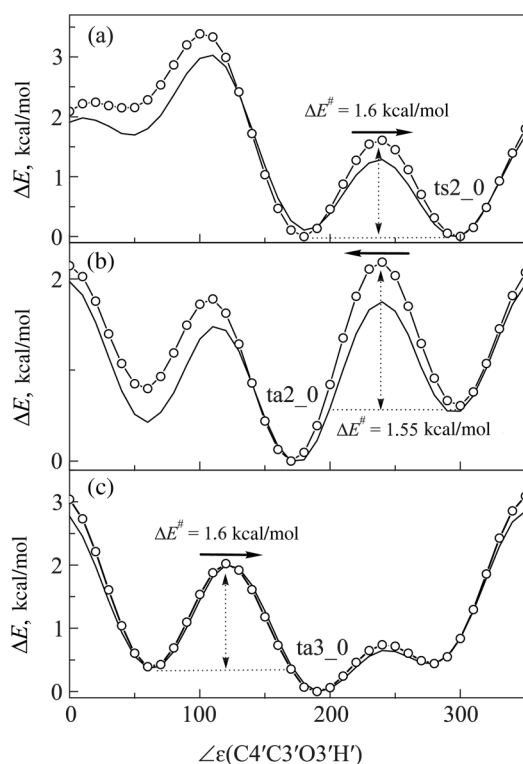 (a)
3
2
1
0
ΔE, kcal/mol
ΔE# = 1.6 kcal/mol
ts2_0
(b)
2
1
0
ΔE, kcal/mol
ta2_0
ΔE# = 1.55 kcal/mol
(c)
3
2
1
0
ΔE, kcal/mol
ΔE# = 1.6 kcal/mol
ta3_0
0 100 200 300
∠ε(C4′C3′O3′H′)